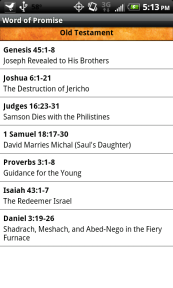 5:13 PM
Word of Promise
Old Testament
Genesis 45:1-8
Joseph Revealed to His Brothers
Joshua 6:1-21
The Destruction of Jericho
Judges 16:23-31
Samson Dies with the Philistines
1 Samuel 18:17-30
David Marries Michal (Saul's Daughter)
Proverbs 3:1-8
Guidance for the Young
Isaiah 43:1-7
The Redeemer Israel
Daniel 3:19-26
Shadrach, Meshach, and Abed-Nego in the Fiery
Furnace